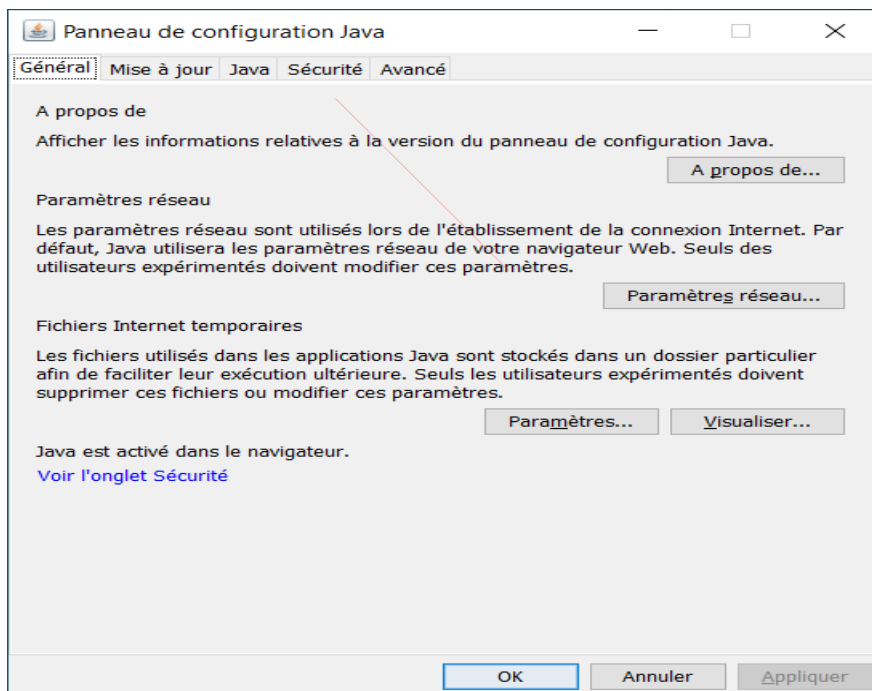 Panneau de configuration Java
Général
Mise à jour
Java
Sécurité
Avancé
A propos de
Afficher les informations relatives à la version du panneau de configuration Java.
A propos de...
Paramètres réseau
Les paramètres réseau sont utilisés lors de l'établissement de la connexion Internet. Par
défaut, Java utilisera les paramètres réseau de votre navigateur Web. Seuls des
utilisateurs expérimentés doivent modifier ces paramètres.
Paramètres réseau...
Fichiers Internet temporaires
Les fichiers utilisés dans les applications Java sont stockés dans un dossier particulier
afin de faciliter leur exécution ultérieure. Seuls les utilisateurs expérimentés doivent
supprimer ces fichiers ou modifier ces paramètres.
Paramètres...
Visualiser...
Java est activé dans le navigateur.
Voir l'onglet Sécurité
OK
Annuler
Appliquer